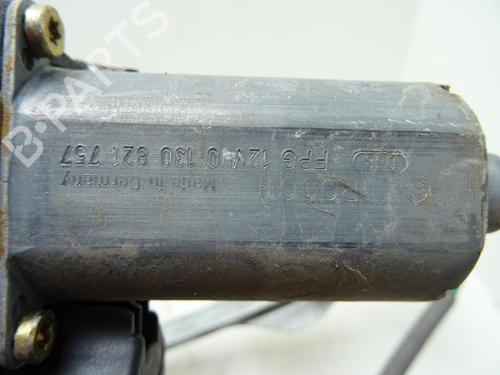 BOSCH
FPG 12V 0 130 821 757
Made in Germany
B-PARTS